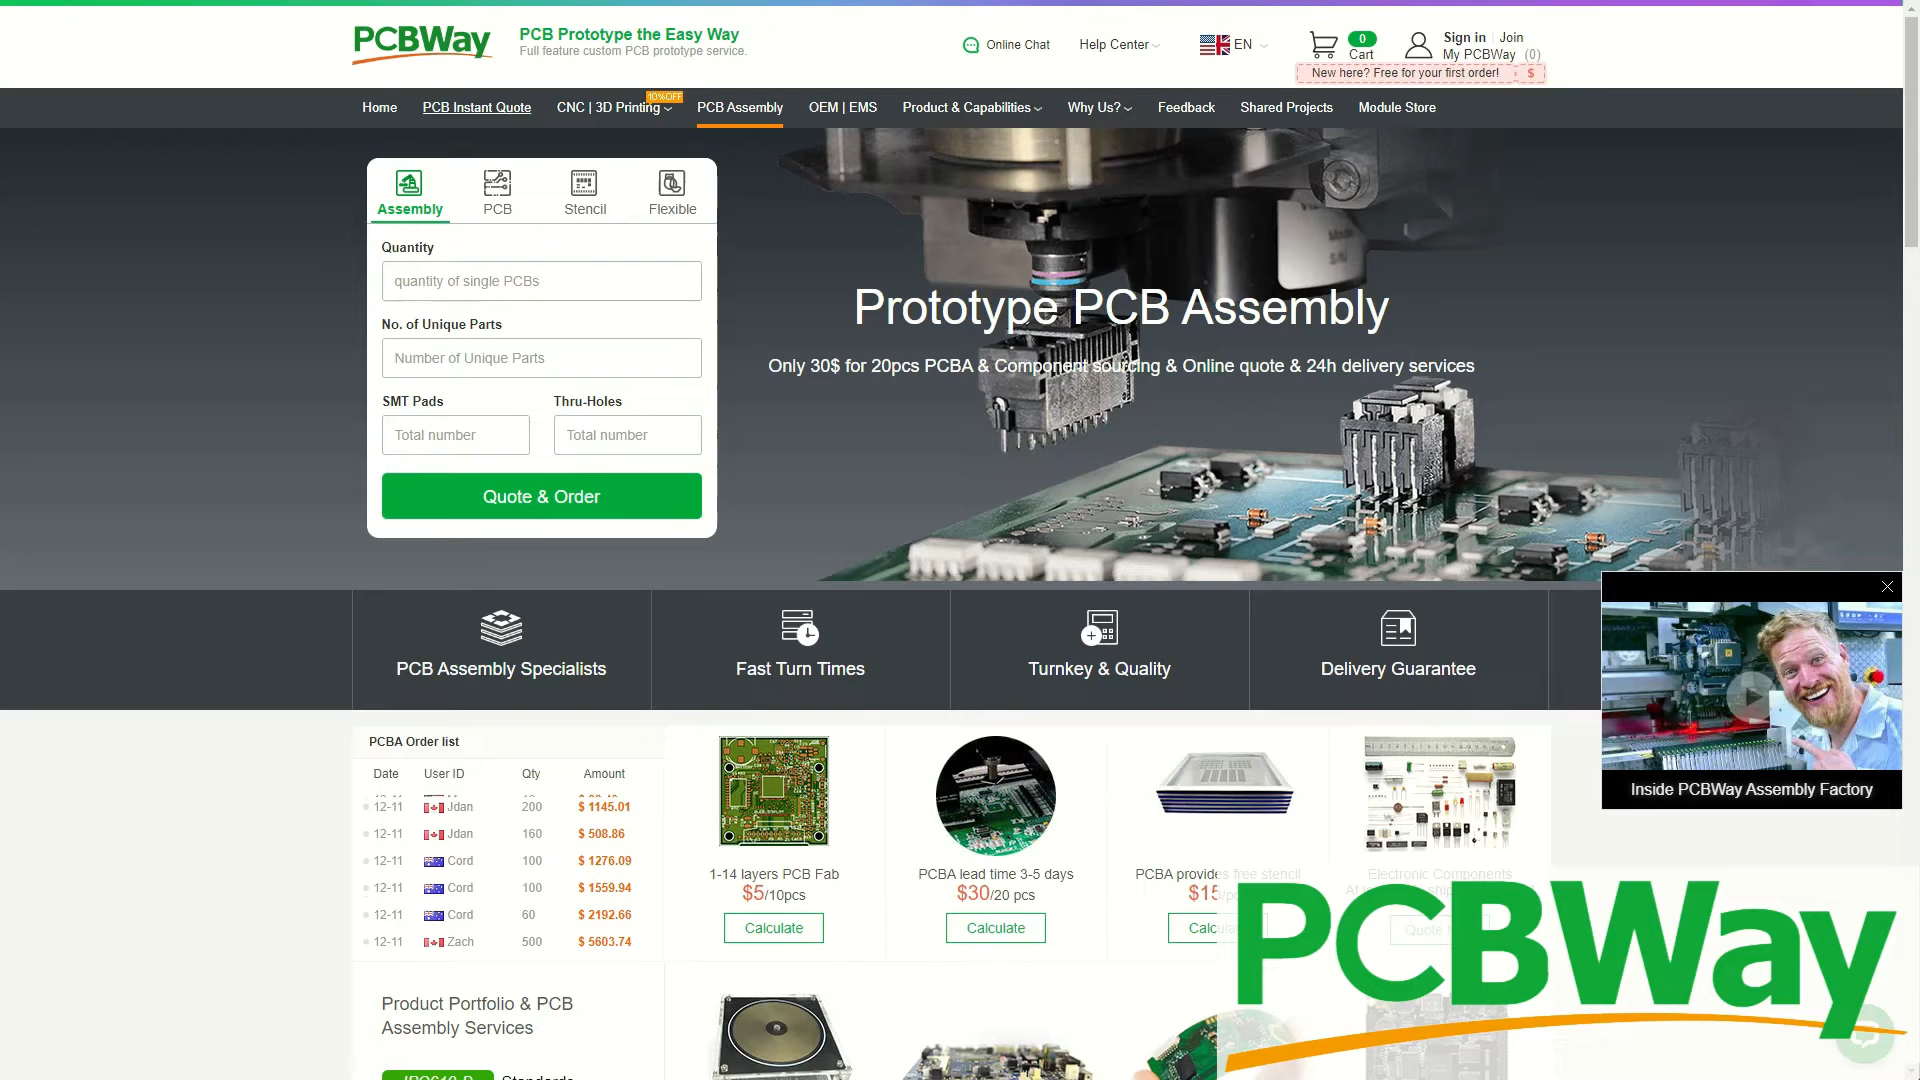 PCBWay
PCB Prototype the Easy Way
Full feature custom PCB prototype service.
Online Chat
Help Center
EN
0
Cart
Sign in
Join
My PCBWay (0)
New here? Free for your first order! $
Home
PCB Instant Quote
CNC | 3D Printing
10%OFF
PCB Assembly
OEM | EMS
Product & Capabilities
Why Us?
Feedback
Shared Projects
Module Store
Assembly
PCB
Stencil
Flexible
Quantity
quantity of single PCBs
No. of Unique Parts
Number of Unique Parts
SMT Pads
Thru-Holes
Total number
Total number
Quote & Order
Prototype PCB Assembly
Only 30$ for 20pcs PCBA & Component sourcing & Online quote & 24h delivery services
PCB Assembly Specialists
Fast Turn Times
Turnkey & Quality
Delivery Guarantee
Inside PCBWay Assembly Factory
PCBA Order list
Date User ID Qty Amount
12-11 Jdan 200 $ 1145.01
12-11 Jdan 160 $ 508.86
12-11 Cord 100 $ 1276.09
12-11 Cord 100 $ 1559.94
12-11 Cord 60 $ 2192.66
12-11 Zach 500 $ 5603.74
1-14 layers PCB Fab
$5/10pcs
Calculate
PCBA lead time 3-5 days
$30/20 pcs
Calculate
PCBA provides free stencil
Electronic Components
PCBWay
Product Portfolio & PCB
Assembly Services
Standards